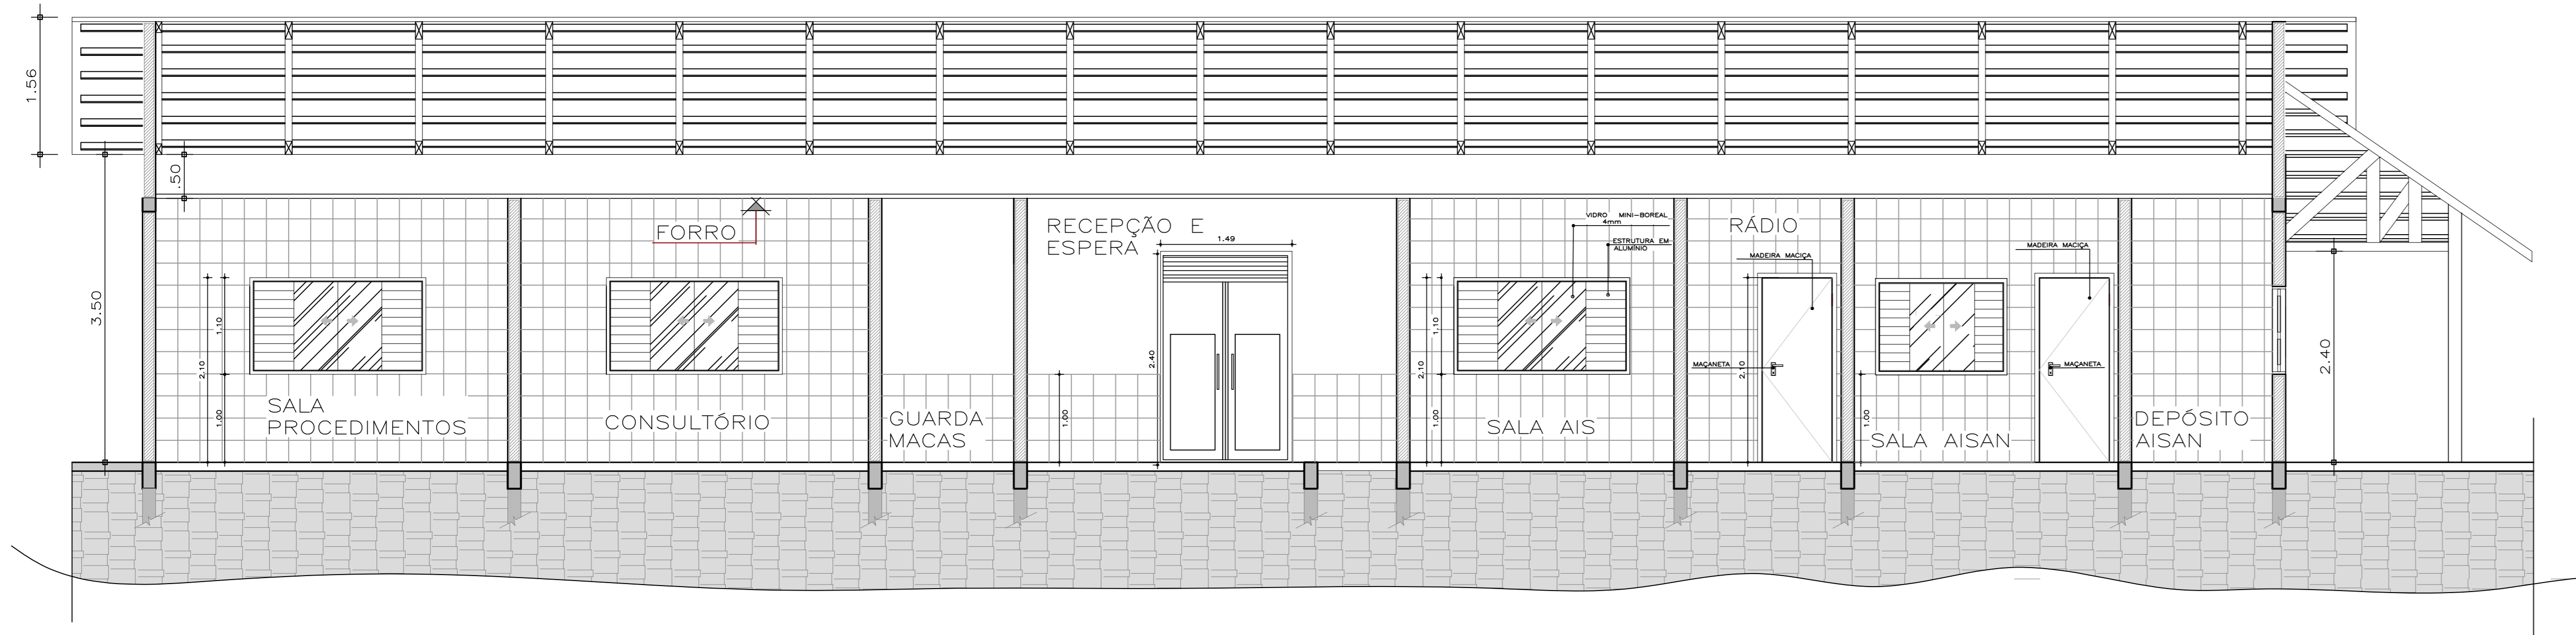 1.56
3.50
.50
FORRO
2.10
1.10
1.00
SALA
PROCEDIMENTOS
CONSULTÓRIO
GUARDA
MACAS
RECEPÇÃO E
ESPERA
1.49
2.40
1.00
VIDRO MINI-BOREAL
4mm
ESTRUTURA EM
ALUMÍNIO
2.10
1.10
1.00
SALA AIS
RÁDIO
MADEIRA MACIÇA
MAÇANETA
2.10
MADEIRA MACIÇA
MAÇANETA
1.00
SALA AISAN
DEPÓSITO
AISAN
2.40